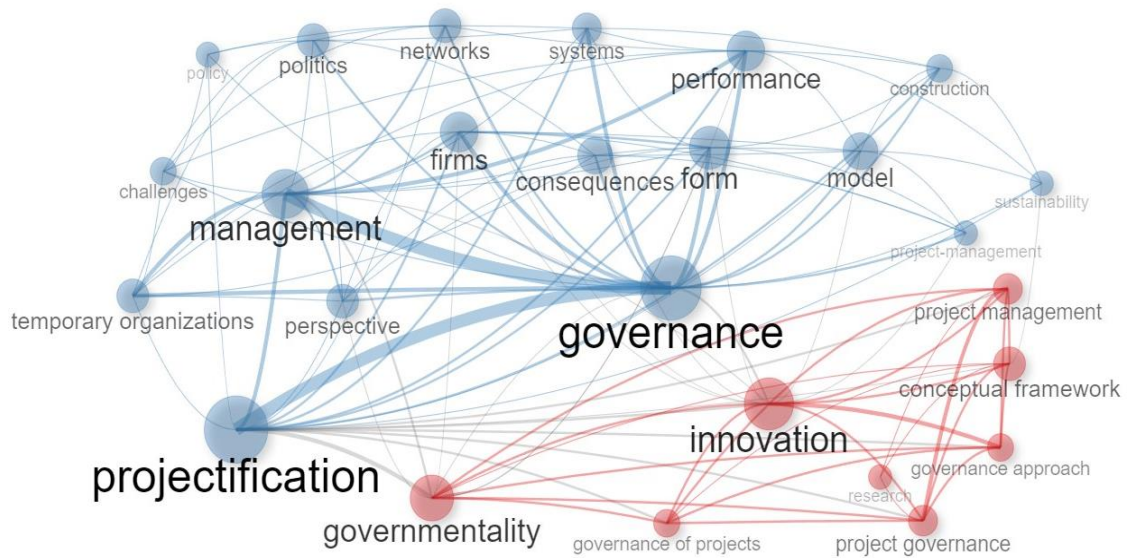 policy
politics
networks
systems
performance
construction
challenges
management
firms
consequences
form
model
sustainability
project-management
temporary organizations
perspective
governance
project management
conceptual framework
projectification
innovation
governance approach
research
governmentality
governance of projects
project governance